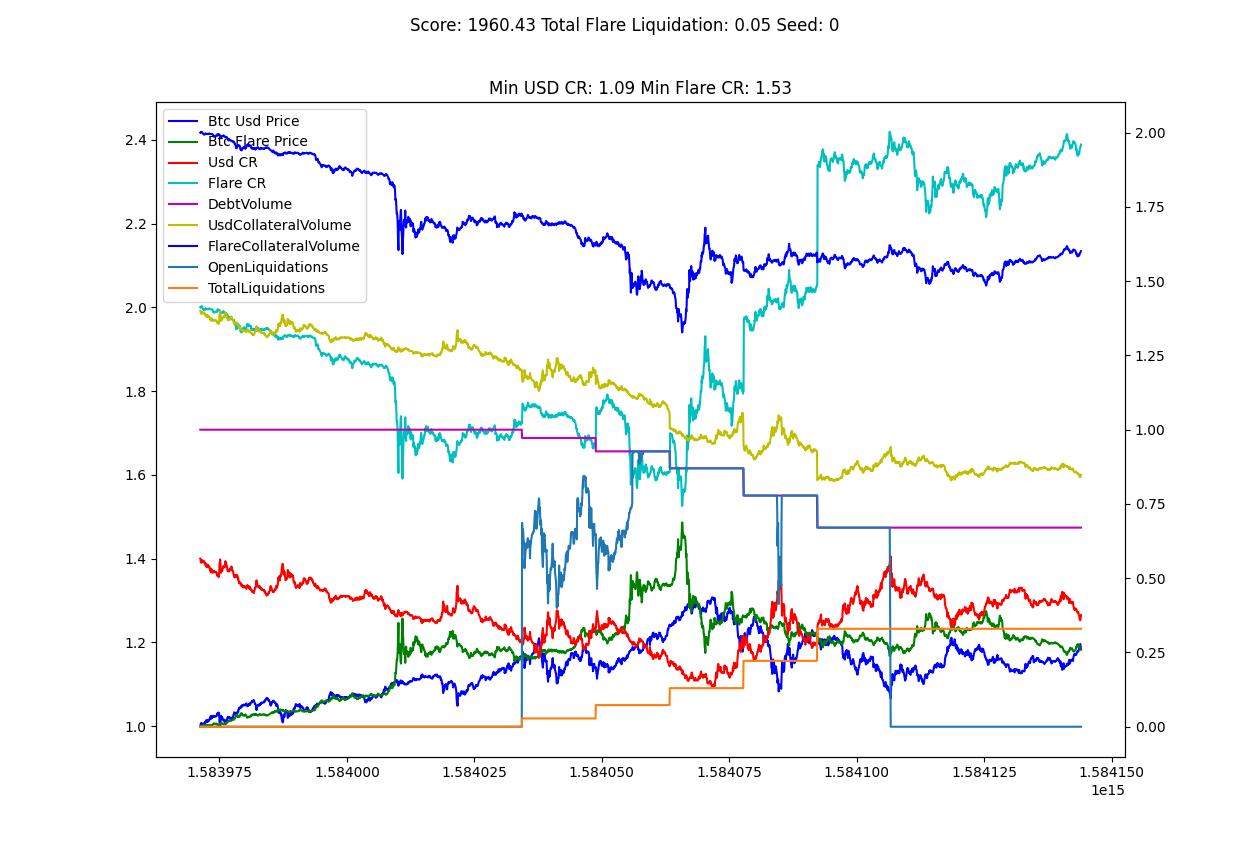 Score: 1960.43 Total Flare Liquidation: 0.05 Seed: 0
Min USD CR: 1.09 Min Flare CR: 1.53
Btc Usd Price
Btc Flare Price
Usd CR
Flare CR
DebtVolume
UsdCollateralVolume
FlareCollateralVolume
OpenLiquidations
TotalLiquidations
2.4
2.2
2.0
1.8
1.6
1.4
1.2
1.0
2.00
1.75
1.50
1.25
1.00
0.75
0.50
0.25
0.00
1.583975 1.584000 1.584025 1.584050 1.584075 1.584100 1.584125 1.584150
1e15